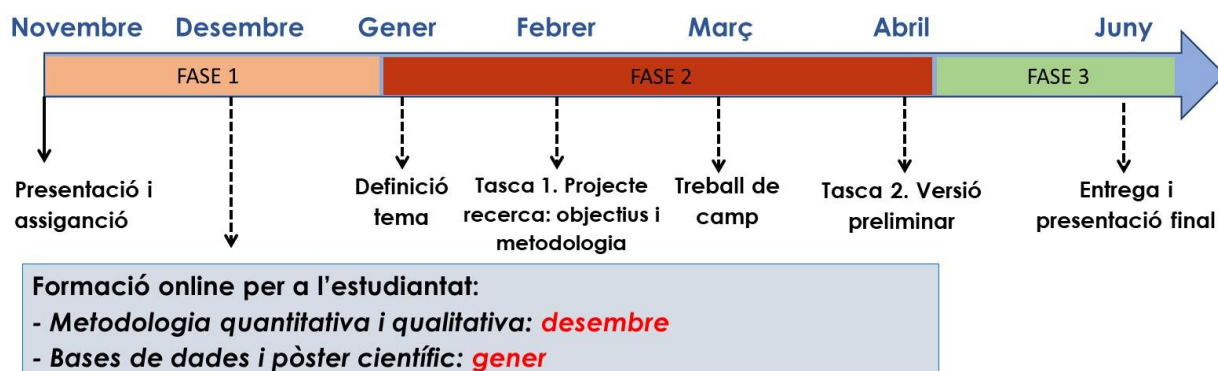 Novembre Desembre Gener Febrer Març Abril Juny
FASE 1 FASE 2 FASE 3
Presentació i
assiganció
Definició
tema
Tasca 1. Projecte
recerca: objectius i
metodologia
Treball de
camp
Tasca 2. Versió
preliminar
Entrega i
presentació final
Formació online per a l'estudiantat:
- Metodologia quantitativa i qualitativa: desembre
- Bases de dades i pòster científic: gener